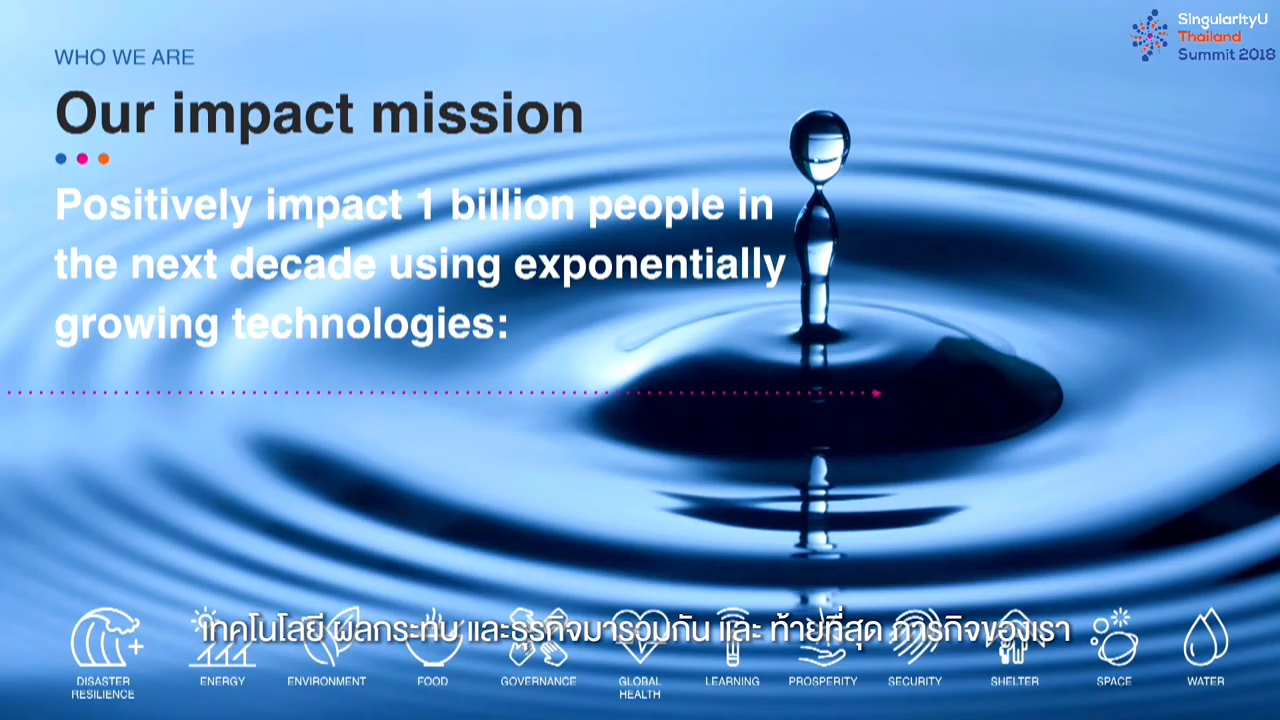 SingularityU
Thailand
Summit 2018
WHO WE ARE
Our impact mission
Positively impact 1 billion people in
the next decade using exponentially
growing technologies:
เทคโนโลยี ผลกระทบ และธุรกิจมารวมกัน และ ท้ายที่สุด ภารกิจของเรา
DISASTER
RESILIENCE
ENERGY
ENVIRONMENT
FOOD
GOVERNANCE
GLOBAL
HEALTH
LEARNING
PROSPERITY
SECURITY
SHELTER
SPACE
WATER